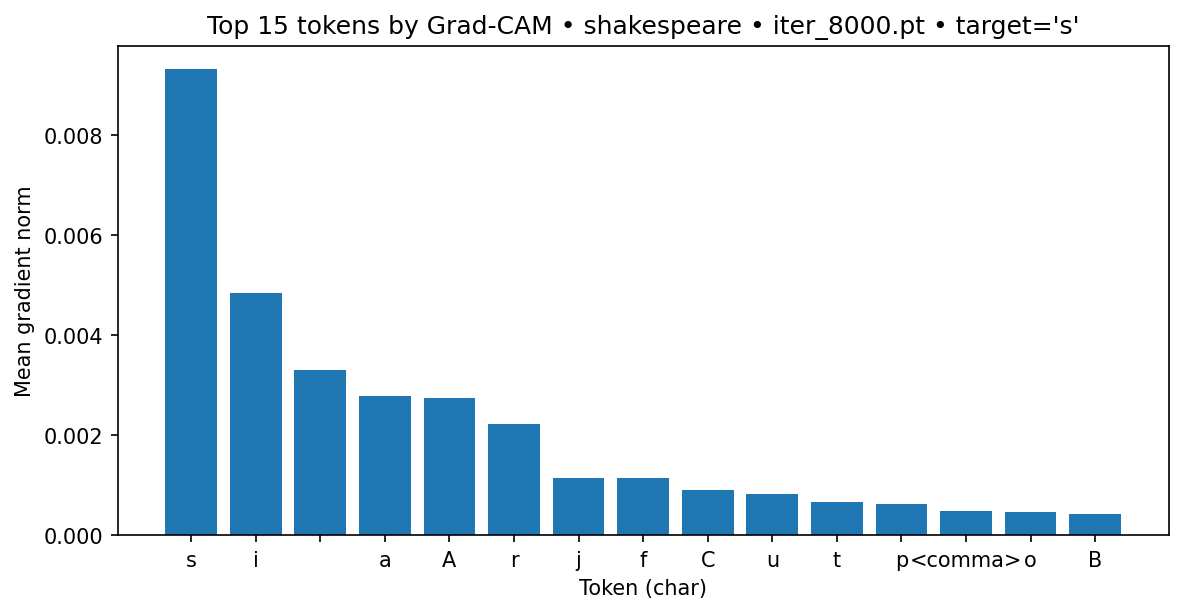 Top 15 tokens by Grad-CAM • shakespeare • iter_8000.pt • target='s'
Mean gradient norm
0.008
0.006
0.004
0.002
0.000
s i a A r j f C u t p <comma> o B
Token (char)